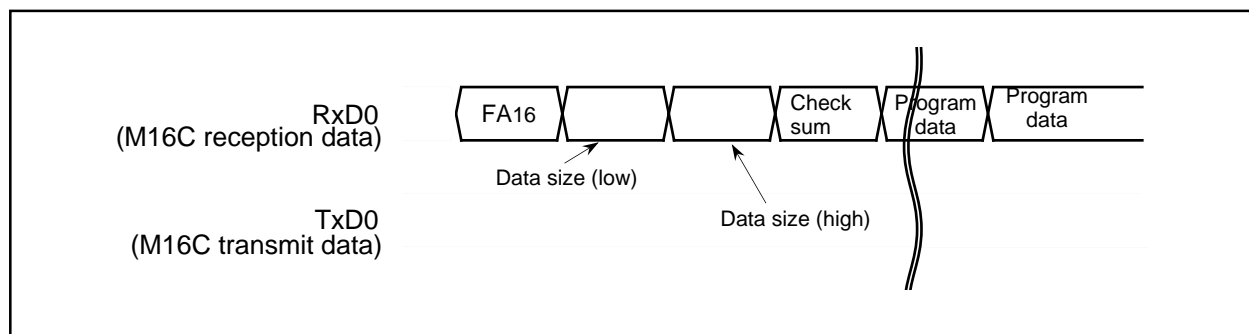 RxD0
(M16C reception data)
FA16
Check
sum
Program
data
Program
data
Data size (low)
Data size (high)
TxD0
(M16C transmit data)